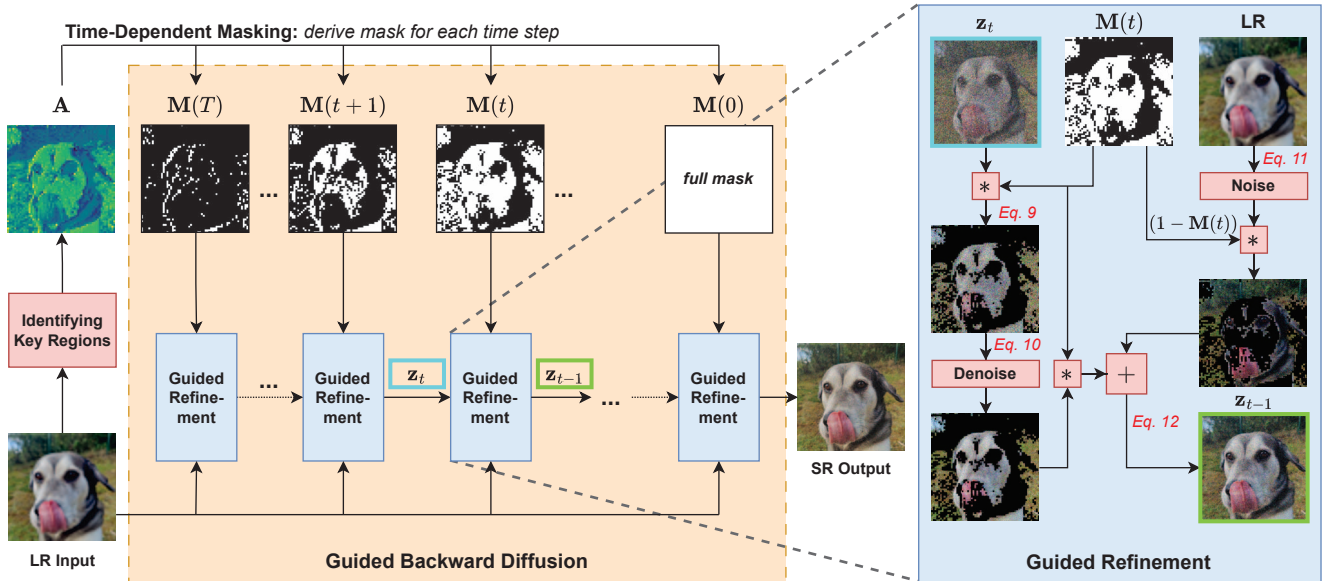 Time-Dependent Masking: derive mask for each time step
A
M(T)
M(t + 1)
M(t)
M(0)
...
...
...
full mask
Identifying
Key Regions
Guided
Refine-
ment
...
Guided
Refine-
ment
z_t
Guided
Refine-
ment
z_{t−1}
...
Guided
Refine-
ment
LR Input
SR Output
Guided Backward Diffusion
z_t
M(t)
LR
Eq. 11
*
Noise
Eq. 9
(1 − M(t))
*
Eq. 10
Denoise
*
+
Eq. 12
z_{t−1}
Guided Refinement